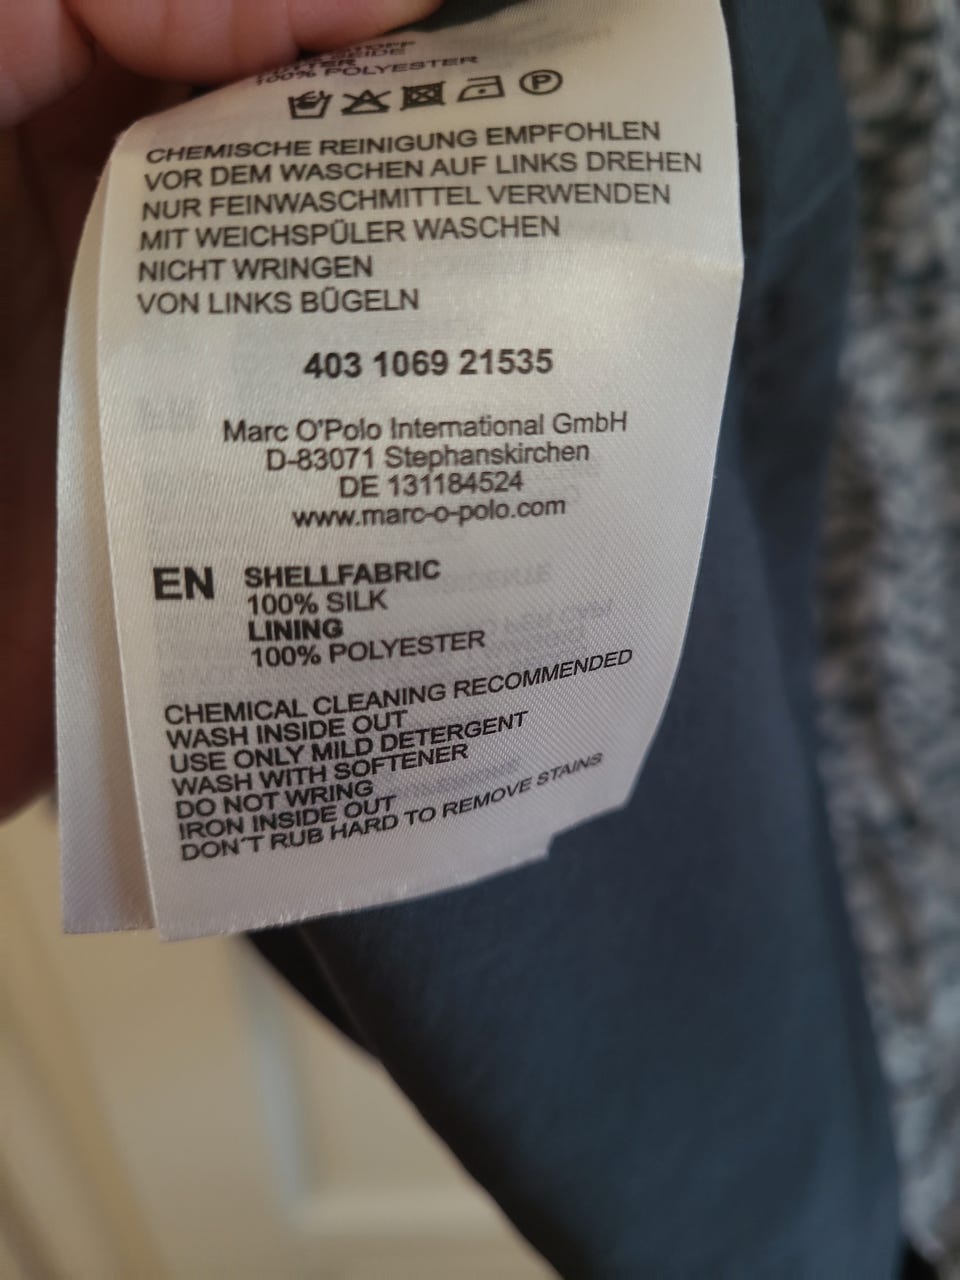 100% POLYESTER
P
CHEMISCHE REINIGUNG EMPFOHLEN
VOR DEM WASCHEN AUF LINKS DREHEN
NUR FEINWASCHMITTEL VERWENDEN
MIT WEICHSPÜLER WASCHEN
NICHT WRINGEN
VON LINKS BÜGELN
403 1069 21535
Marc O'Polo International GmbH
D-83071 Stephanskirchen
DE 131184524
www.marc-o-polo.com
EN SHELLFABRIC
100% SILK
LINING
100% POLYESTER
CHEMICAL CLEANING RECOMMENDED
WASH INSIDE OUT
USE ONLY MILD DETERGENT
WASH WITH SOFTENER
DO NOT WRING
IRON INSIDE OUT
DON´T RUB HARD TO REMOVE STAINS